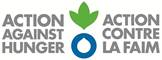 ACTION
AGAINST
HUNGER
ACTION
CONTRE
LA FAIM